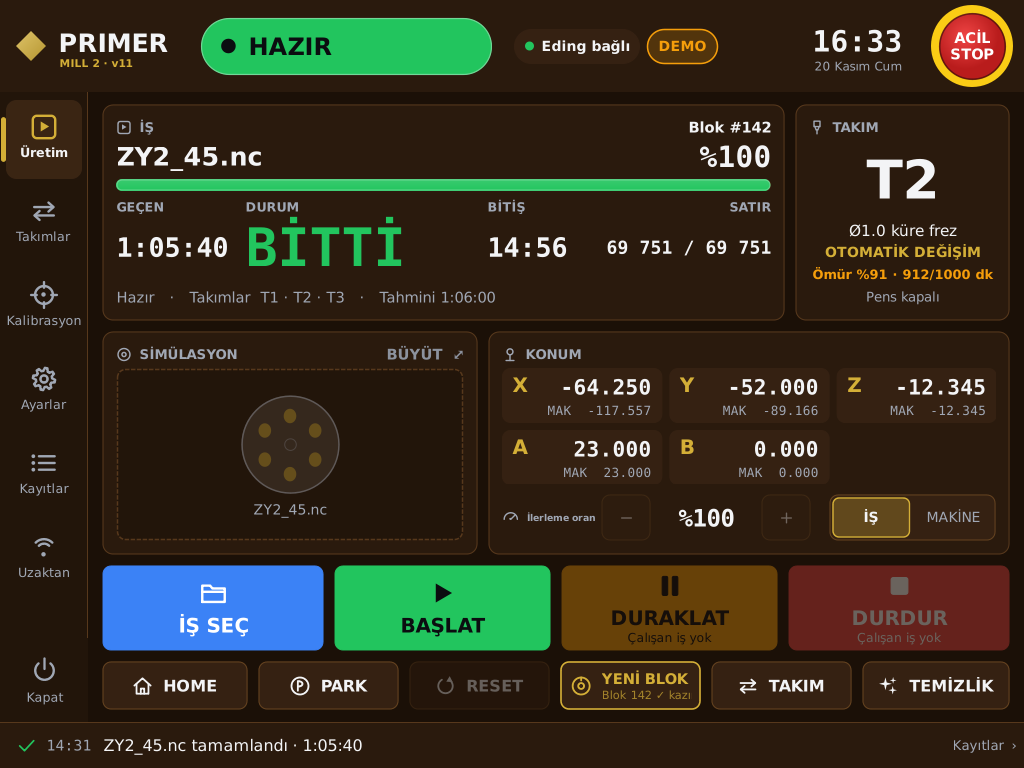 PRIMER
MILL 2 · v11
HAZIR
Eding bağlı
DEMO
16:33
20 Kasım Cum
ACİL
STOP
Üretim
Takımlar
Kalibrasyon
Ayarlar
Kayıtlar
Uzaktan
Kapat
İŞ
Blok #142
ZY2_45.nc
%100
GEÇEN
DURUM
BİTİŞ
SATIR
1:05:40
BİTTİ
14:56
69 751 / 69 751
Hazır · Takımlar T1 · T2 · T3 · Tahmini 1:06:00
TAKIM
T2
Ø1.0 küre frez
OTOMATİK DEĞİŞİM
Ömür %91 · 912/1000 dk
Pens kapalı
SİMÜLASYON
BÜYÜT
ZY2_45.nc
KONUM
X -64.250
MAK -117.557
Y -52.000
MAK -89.166
Z -12.345
MAK -12.345
A 23.000
MAK 23.000
B 0.000
MAK 0.000
İlerleme oran
−
%100
+
İŞ
MAKİNE
İŞ SEÇ
BAŞLAT
DURAKLAT
Çalışan iş yok
DURDUR
Çalışan iş yok
HOME
PARK
RESET
YENİ BLOK
Blok 142 ✓ kazı
TAKIM
TEMİZLİK
14:31 ZY2_45.nc tamamlandı · 1:05:40
Kayıtlar ›